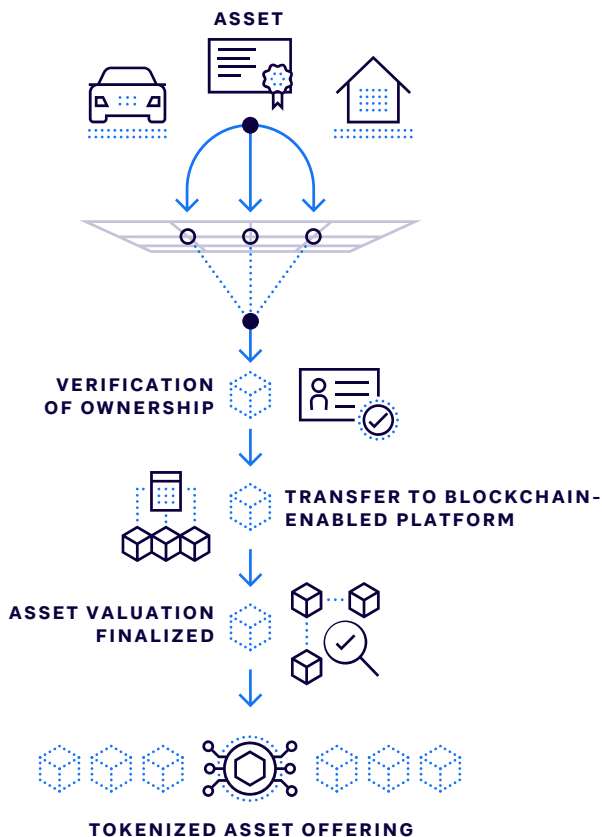 ASSET
VERIFICATION
OF OWNERSHIP
TRANSFER TO BLOCKCHAIN-
ENABLED PLATFORM
ASSET VALUATION
FINALIZED
TOKENIZED ASSET OFFERING